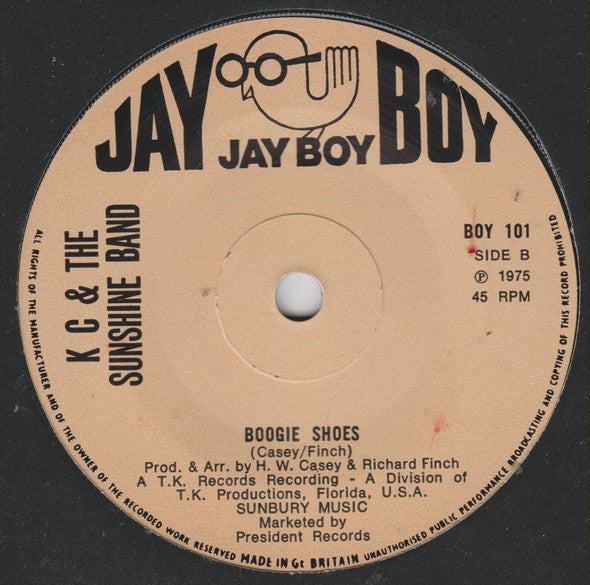 JAY BOY
JAY BOY
K C & THE
SUNSHINE BAND
BOY 101
SIDE B
℗ 1975
45 RPM
BOOGIE SHOES
(Casey/Finch)
Prod. & Arr. by H. W. Casey & Richard Finch
A T.K. Records Recording - A Division of
T.K. Productions, Florida, U.S.A.
SUNBURY MUSIC
Marketed by
President Records
ALL RIGHTS OF THE MANUFACTURER AND OF THE OWNER OF THE RECORDED WORK RESERVED MADE IN Gt BRITAIN UNAUTHORISED PUBLIC PERFORMANCE BROADCASTING AND COPYING OF THIS RECORD PROHIBITED